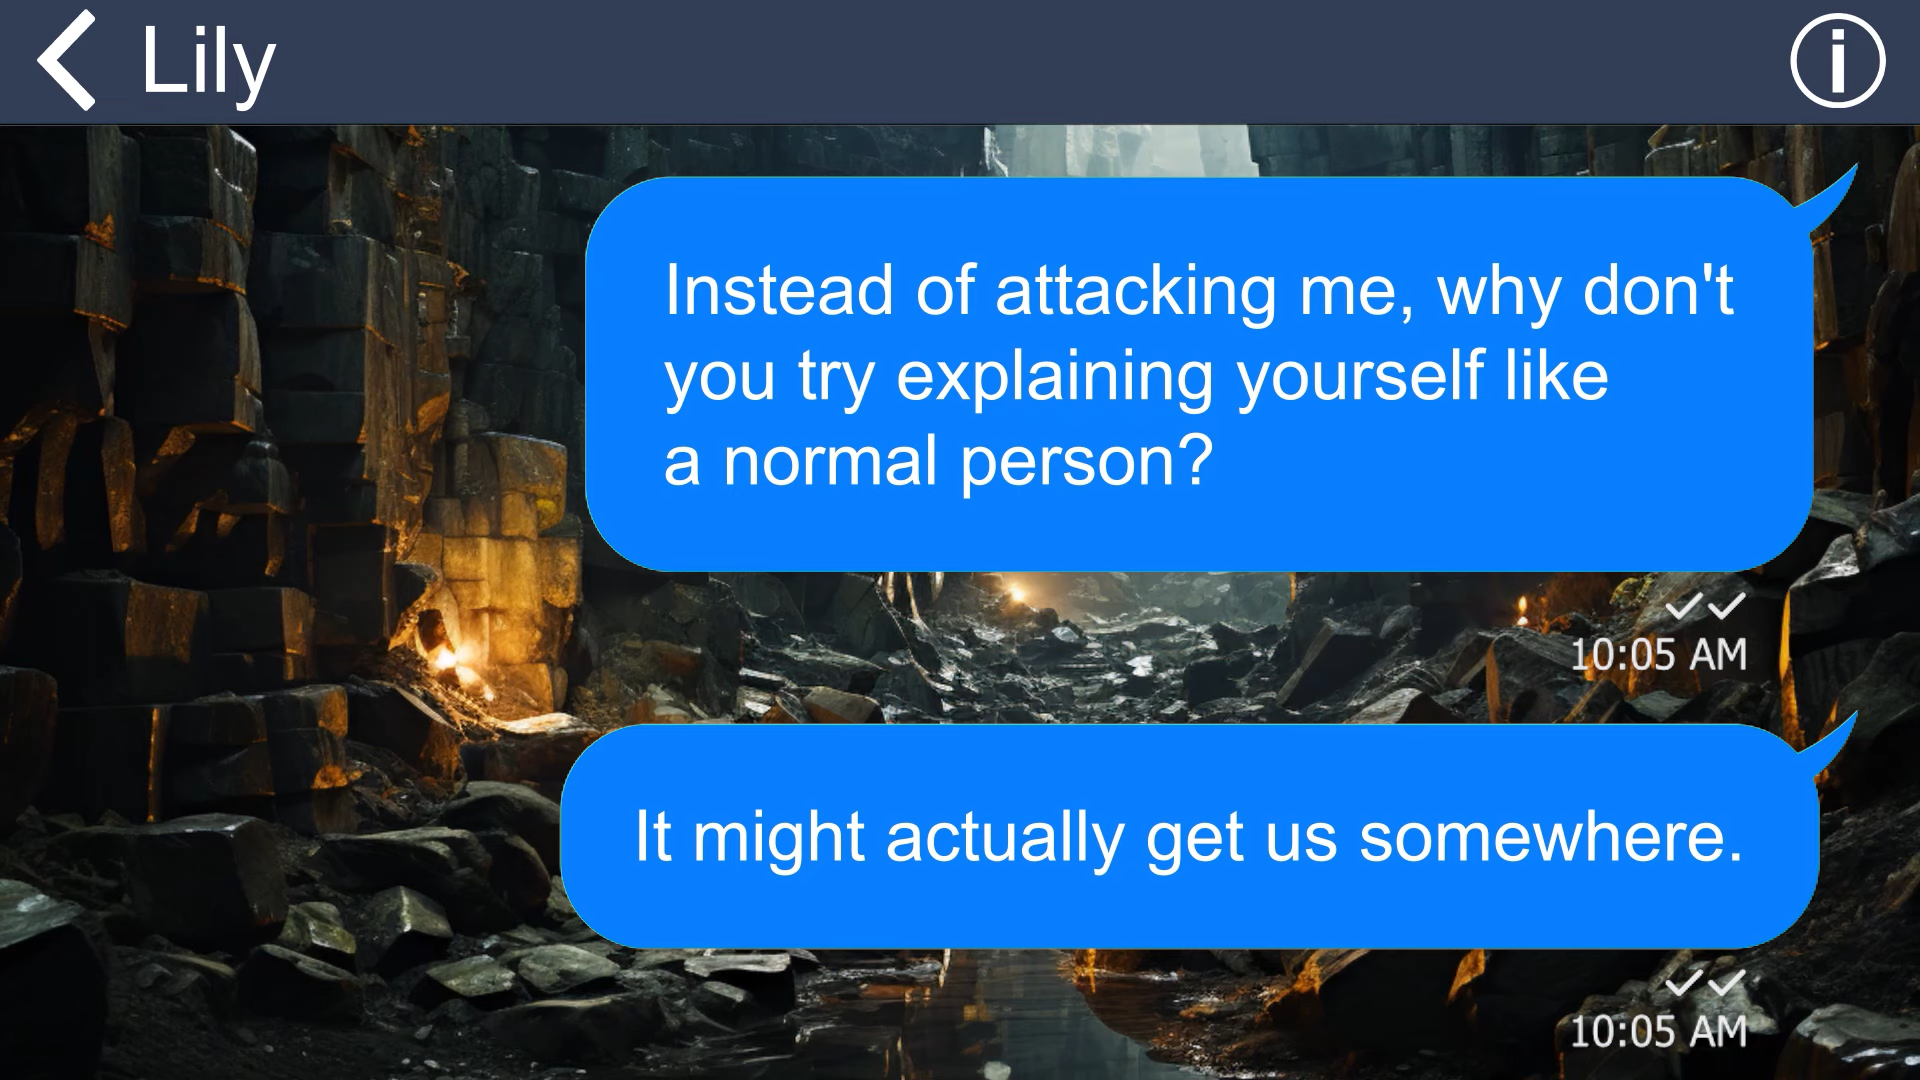 Lily
Instead of attacking me, why don't
you try explaining yourself like
a normal person?
10:05 AM
It might actually get us somewhere.
10:05 AM